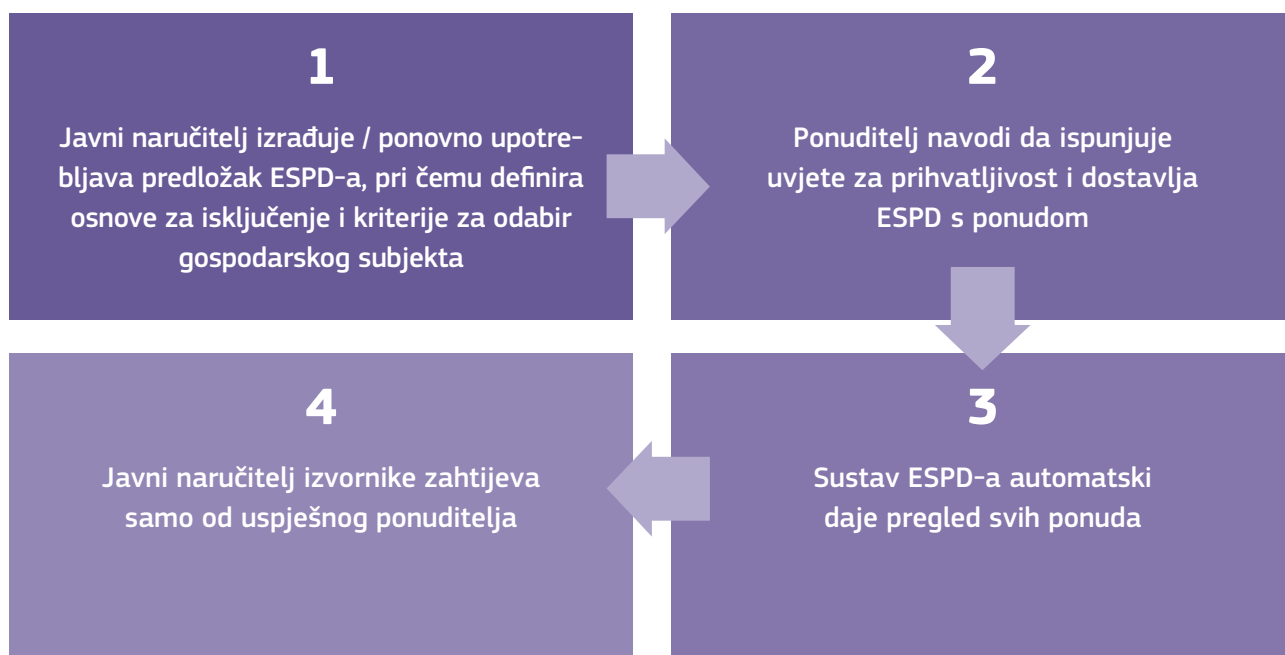 1
Javni naručitelj izrađuje / ponovno upotre-
bljava predložak ESPD-a, pri čemu definira
osnove za isključenje i kriterije za odabir
gospodarskog subjekta
2
Ponuditelj navodi da ispunjuje
uvjete za prihvatljivost i dostavlja
ESPD s ponudom
3
Sustav ESPD-a automatski
daje pregled svih ponuda
4
Javni naručitelj izvornike zahtijeva
samo od uspješnog ponuditelja